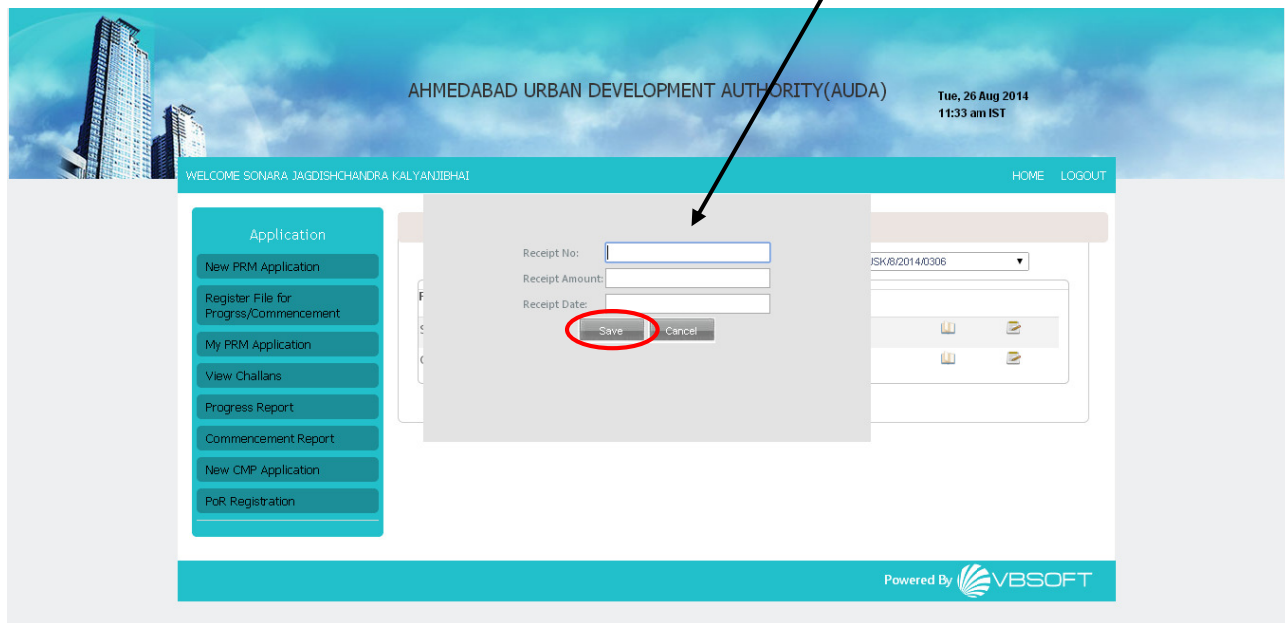 AHMEDABAD URBAN DEVELOPMENT AUTHORITY(AUDA)
Tue, 26 Aug 2014
11:33 am IST
WELCOME SONARA JAGDISHCHANDRA KALYANJIBHAI
HOME LOGOUT
Application
New PRM Application
Register File for
Progrss/Commencement
My PRM Application
View Challans
Progress Report
Commencement Report
New CMP Application
PoR Registration
Receipt No:
Receipt Amount:
Receipt Date:
Save Cancel
JSK/8/2014/0306
Powered By VBSOFT